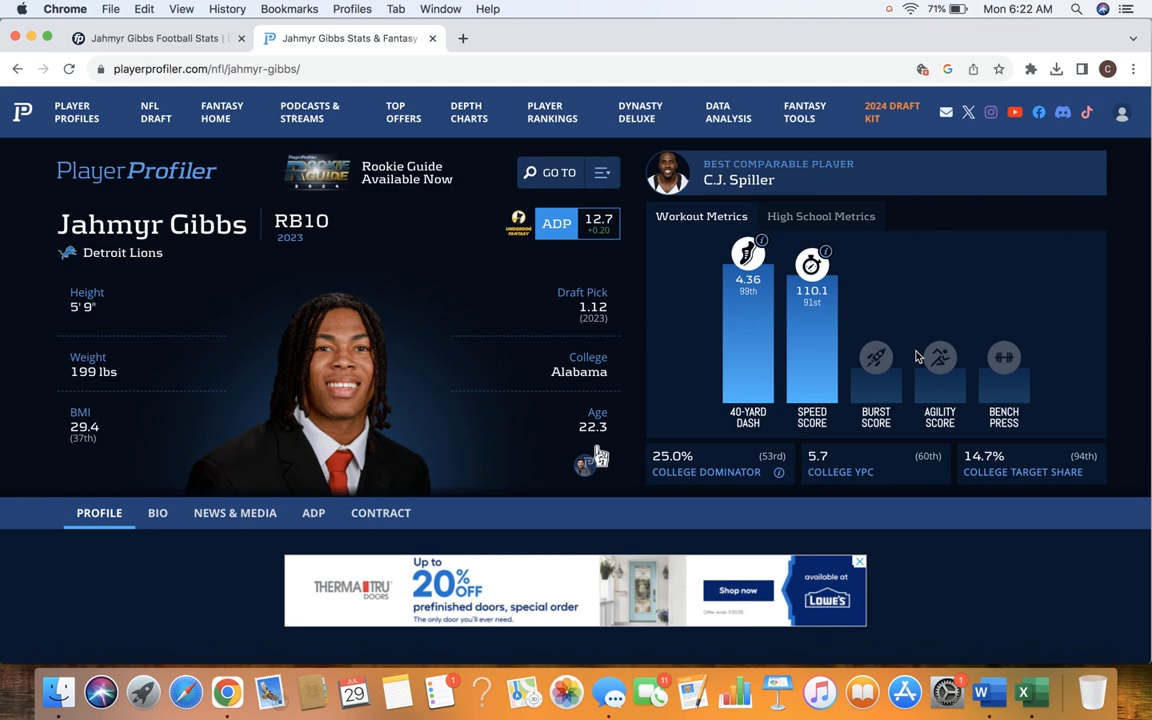 Chrome File Edit View History Bookmarks Profiles Tab Window Help 71% Mon 6:22 AM
Jahmyr Gibbs Football Stats | Jahmyr Gibbs Stats & Fantasy
playerprofiler.com/nfl/jahmyr-gibbs/ C
PLAYER PROFILES
NFL DRAFT
FANTASY HOME
PODCASTS & STREAMS
TOP OFFERS
DEPTH CHARTS
PLAYER RANKINGS
DYNASTY DELUXE
DATA ANALYSIS
FANTASY TOOLS
2024 DRAFT KIT
PlayerProfiler
Rookie Guide
Available Now
GO TO
BEST COMPARABLE PLAYER
C.J. Spiller
Jahmyr Gibbs
RB10
2023
Detroit Lions
UNDERDOG FANTASY
ADP
12.7
+0.20
Workout Metrics High School Metrics
Height
5' 9"
Draft Pick
1.12
(2023)
Weight
199 lbs
College
Alabama
BMI
29.4
(37th)
Age
22.3
4.36
99th
110.1
91st
40-YARD DASH
SPEED SCORE
BURST SCORE
AGILITY SCORE
BENCH PRESS
25.0% (53rd)
COLLEGE DOMINATOR
5.7 (60th)
COLLEGE YPC
14.7% (94th)
COLLEGE TARGET SHARE
PROFILE BIO NEWS & MEDIA ADP CONTRACT
THERMA TRU
DOORS
Up to
20% OFF
prefinished doors, special order
The only door you'll ever need.
Shop now
available at
LOWE'S
JUL
29
1
11
1
W
X